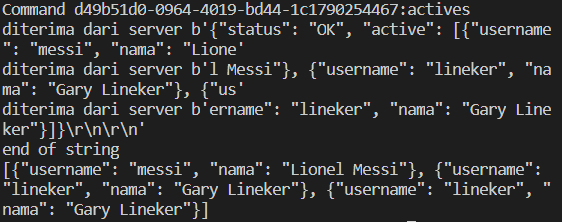 Command d49b51d0-0964-4019-bd44-1c1790254467:actives
diterima dari server b'{"status": "OK", "active": [{"username
": "messi", "nama": "Lione'
diterima dari server b'l Messi"}, {"username": "lineker", "na
ma": "Gary Lineker"}, {"us'
diterima dari server b'ername": "lineker", "nama": "Gary Line
ker"}]}\r\n\r\n'
end of string
[{"username": "messi", "nama": "Lionel Messi"}, {"username":
"lineker", "nama": "Gary Lineker"}, {"username": "lineker", "
nama": "Gary Lineker"}]